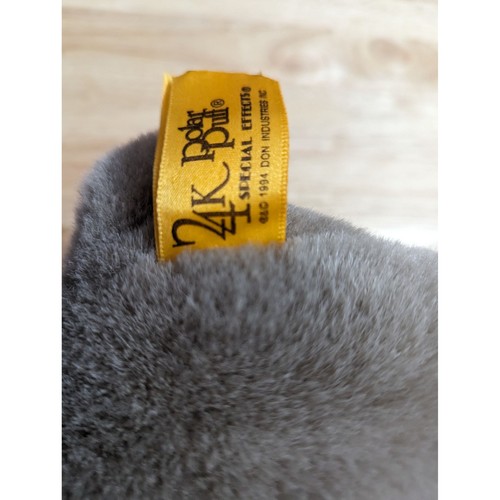 24K polar puff®
SPECIAL EFFECTS®
®&© 1994 DON INDUSTRIES INC